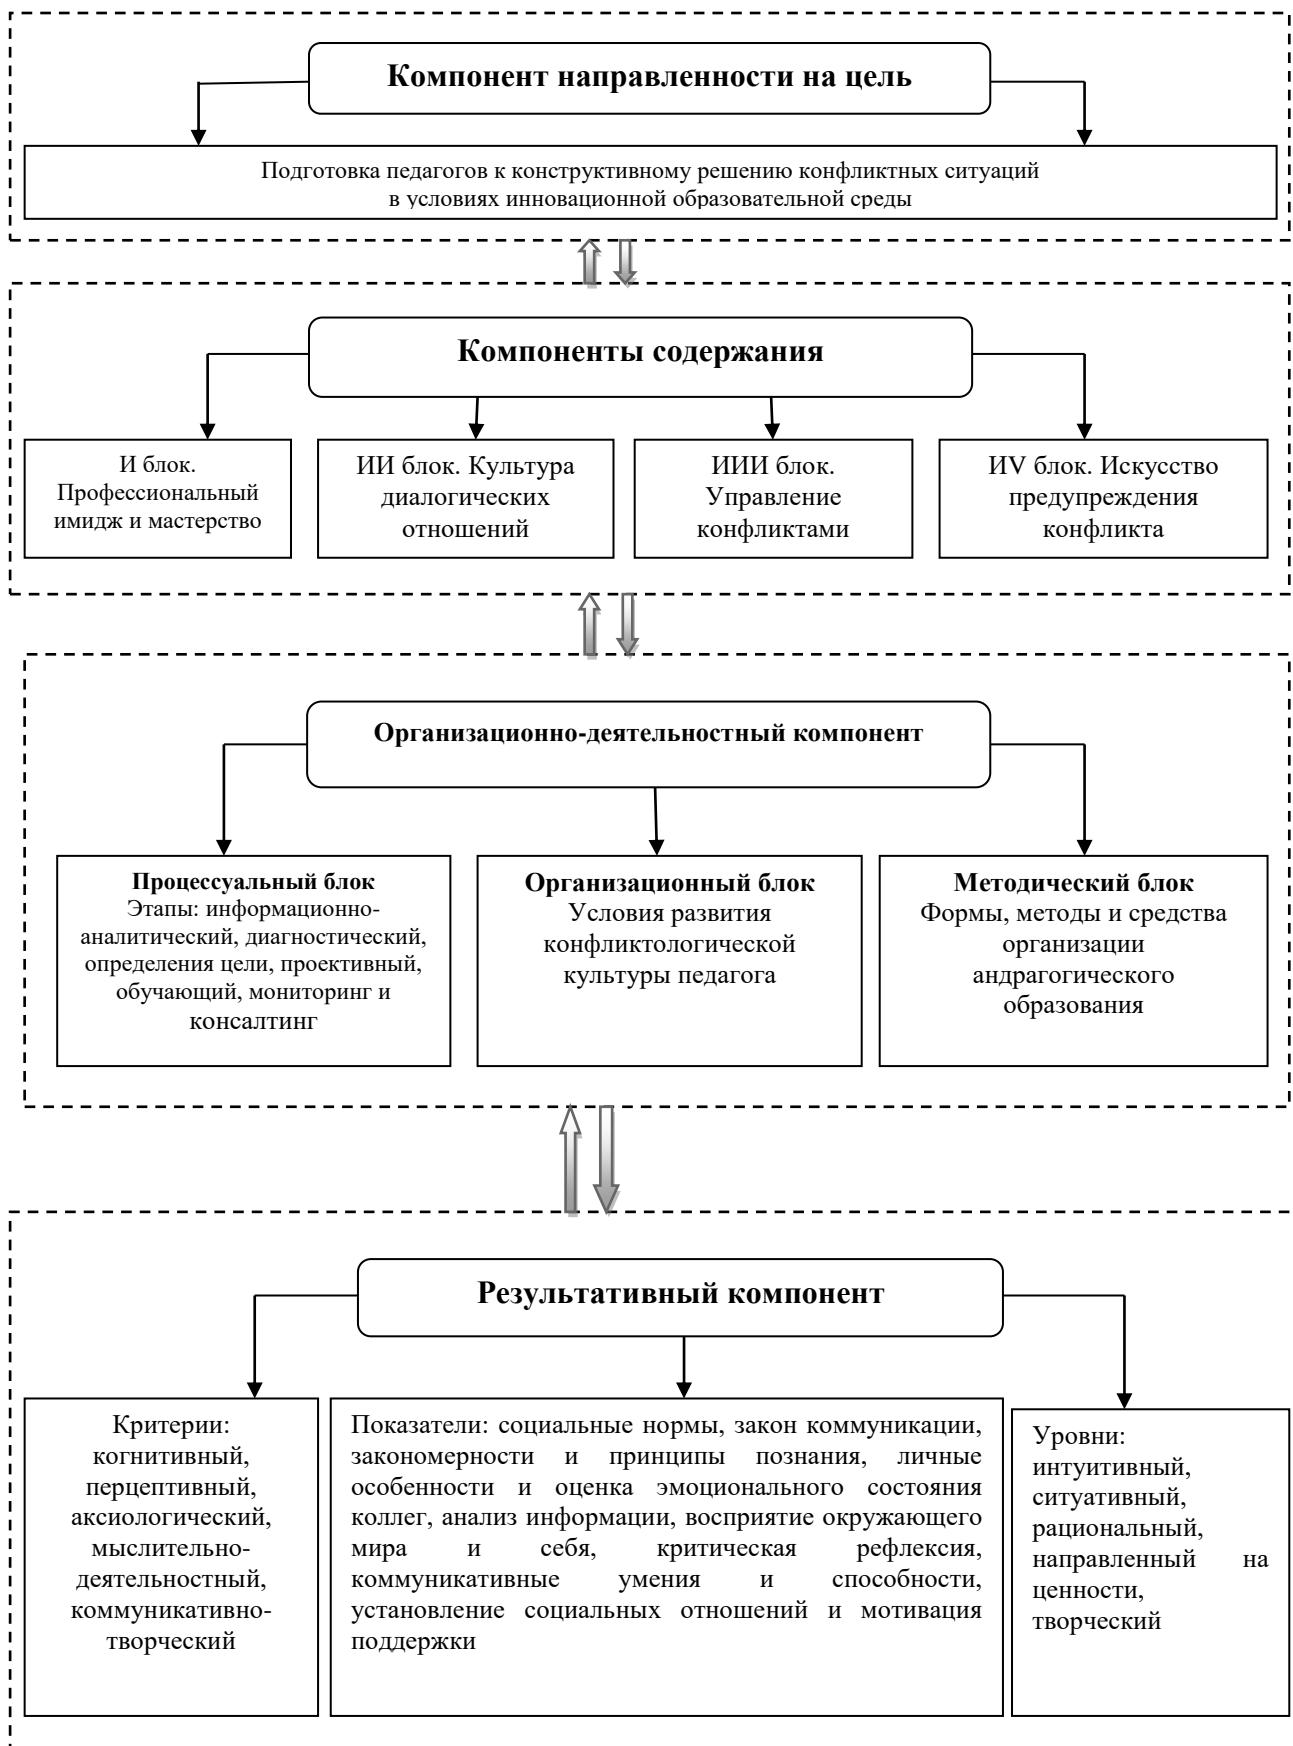 Компонент направленности на цель
Подготовка педагогов к конструктивному решению конфликтных ситуаций
в условиях инновационной образовательной среды
Компоненты содержания
И блок.
Профессиональный
имидж и мастерство
ИИ блок. Культура
диалогических
отношений
ИИИ блок.
Управление
конфликтами
ИV блок. Искусство
предупреждения
конфликта
Организационно-деятельностный компонент
Процессуальный блок
Этапы: информационно-
аналитический, диагностический,
определения цели, проективный,
обучающий, мониторинг и
консалтинг
Организационный блок
Условия развития
конфликтологической
культуры педагога
Методический блок
Формы, методы и средства
организации
андрагогического
образования
Результативный компонент
Критерии:
когнитивный,
перцептивный,
аксиологический,
мыслительно-
деятельностный,
коммуникативно-
творческий
Показатели: социальные нормы, закон коммуникации,
закономерности и принципы познания, личные
особенности и оценка эмоционального состояния
коллег, анализ информации, восприятие окружающего
мира и себя, критическая рефлексия,
коммуникативные умения и способности,
установление социальных отношений и мотивация
поддержки
Уровни:
интуитивный,
ситуативный,
рациональный,
направленный на
ценности,
творческий